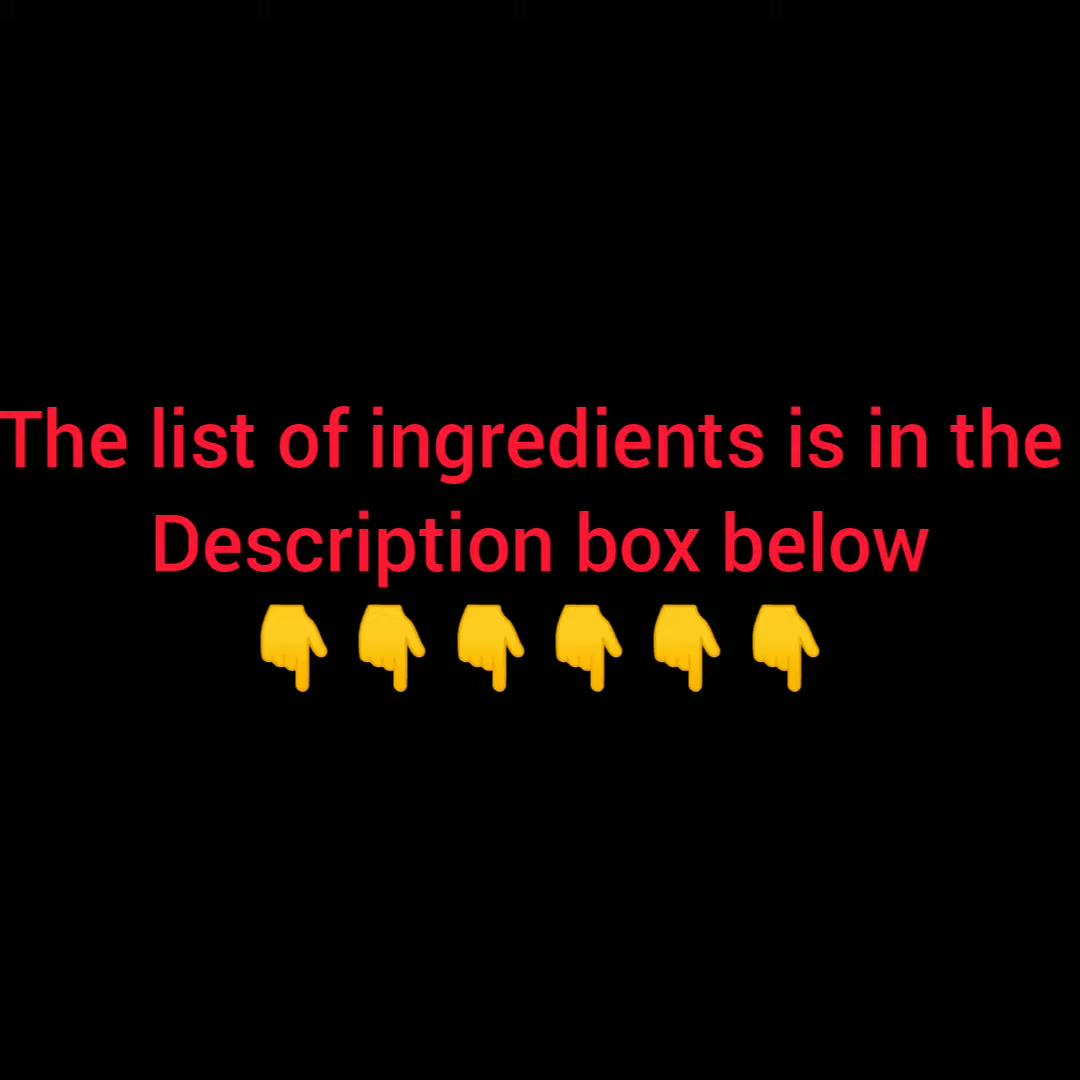 The list of ingredients is in the
Description box below
👇👇👇👇👇👇